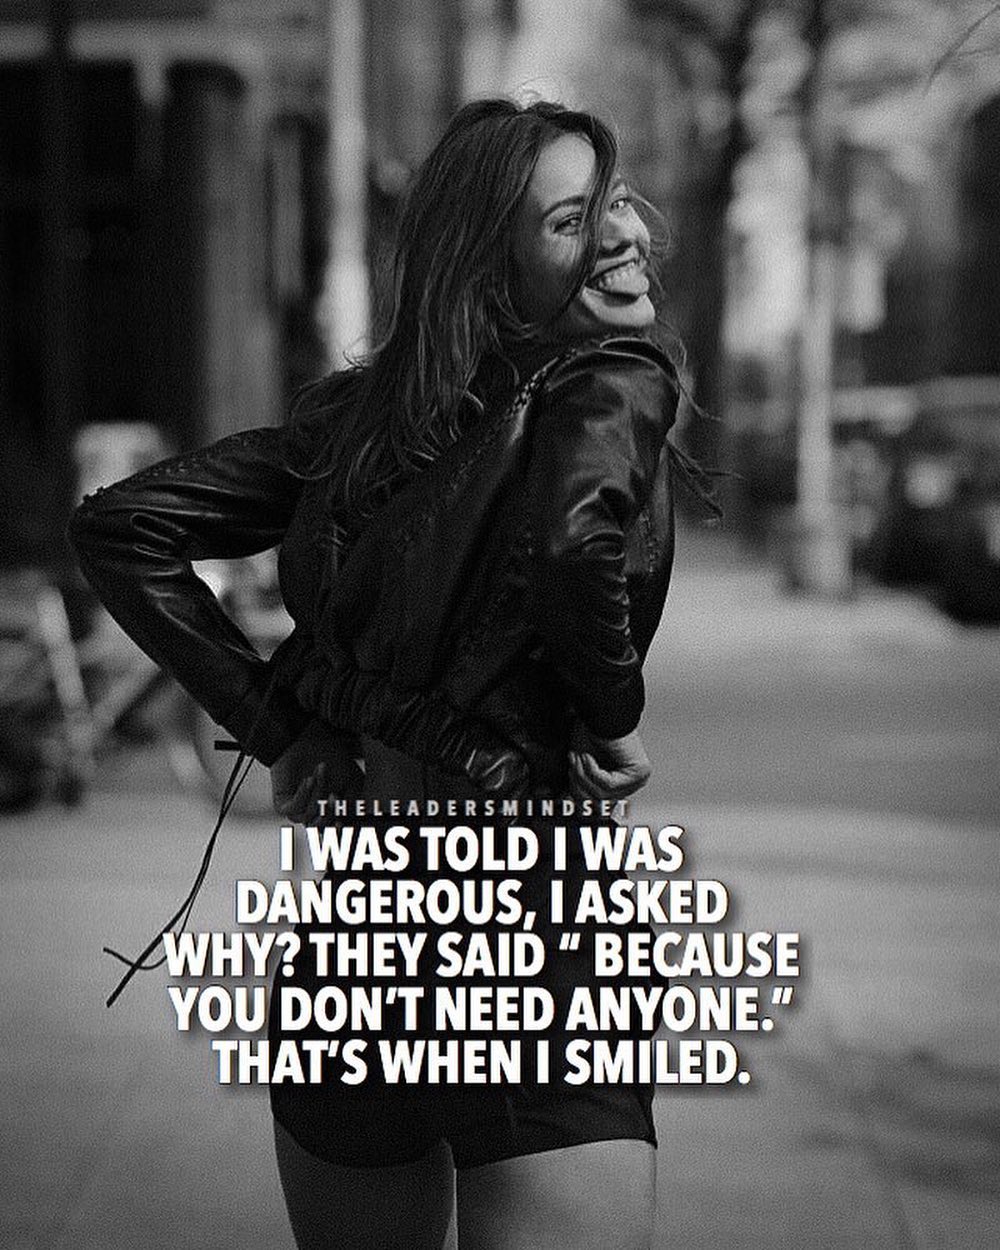 THELEADERSMINDSET
I WAS TOLD I WAS
DANGEROUS, I ASKED
WHY? THEY SAID “ BECAUSE
YOU DON’T NEED ANYONE.”
THAT’S WHEN I SMILED.